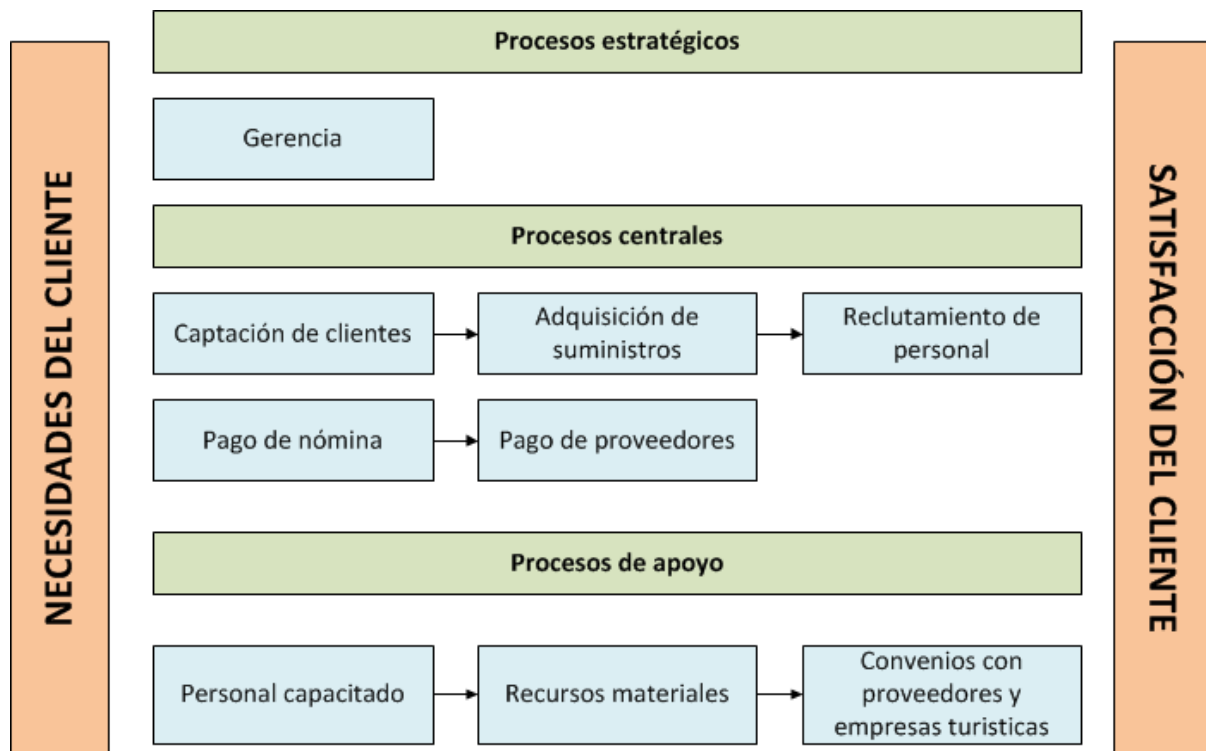 NECESIDADES DEL CLIENTE
Procesos estratégicos
Gerencia
Procesos centrales
Captación de clientes
Adquisición de
suministros
Reclutamiento de
personal
Pago de nómina
Pago de proveedores
Procesos de apoyo
Personal capacitado
Recursos materiales
Convenios con
proveedores y
empresas turisticas
SATISFACCIÓN DEL CLIENTE